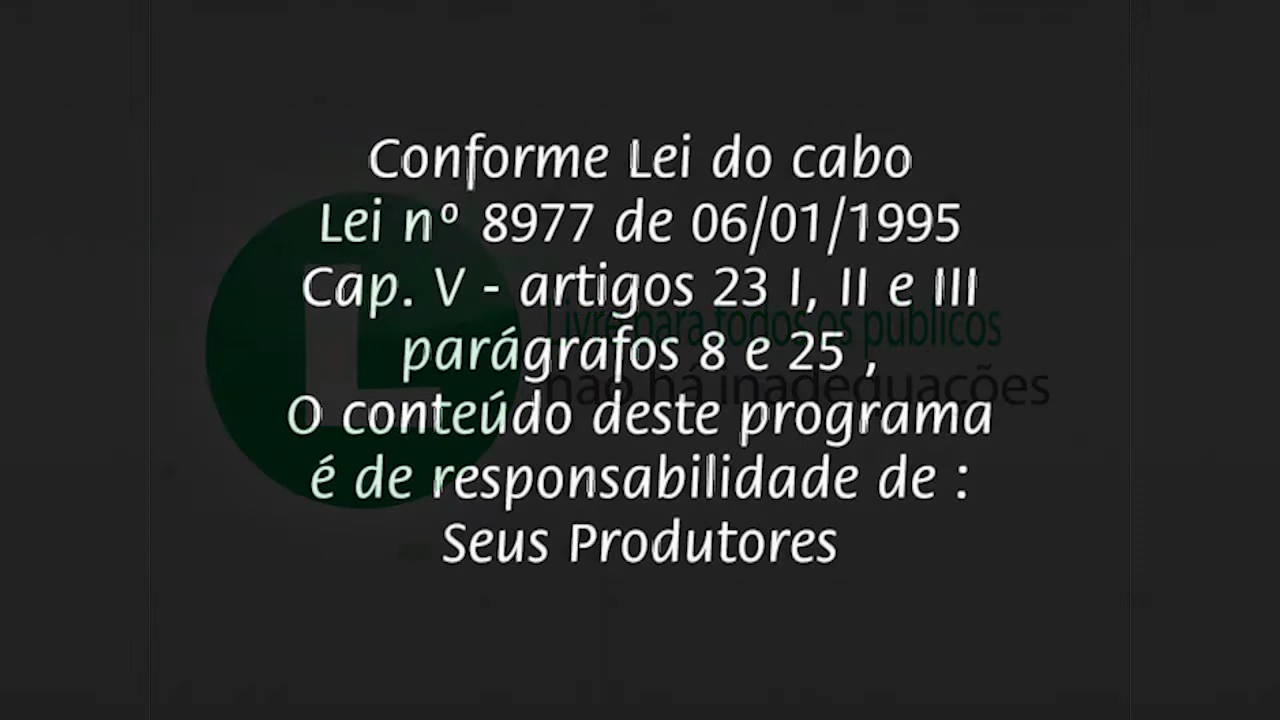 Conforme Lei do cabo
Lei nº 8977 de 06/01/1995
Cap. V - artigos 23 I, II e III
parágrafos 8 e 25 ,
O conteúdo deste programa
é de responsabilidade de :
Seus Produtores
L
Livre para todos os públicos
não há inadequações